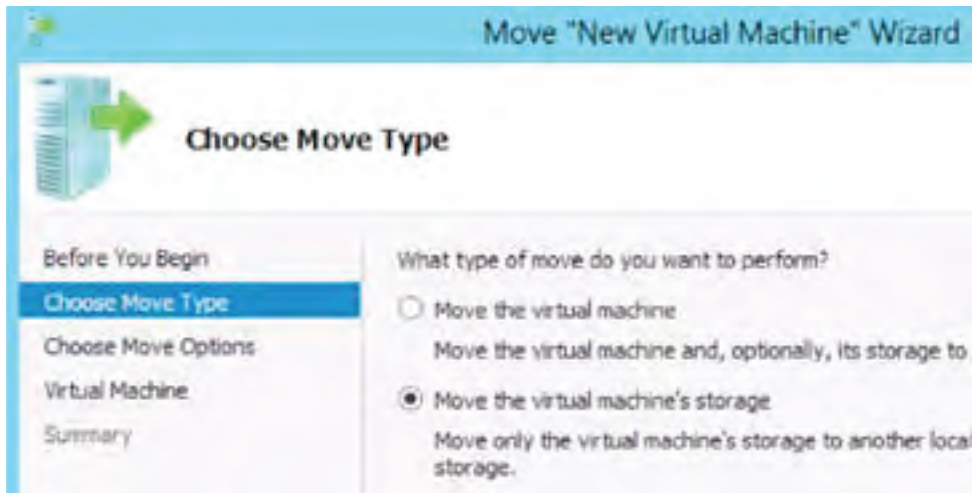 Move "New Virtual Machine" Wizard
Choose Move Type
Before You Begin
Choose Move Type
Choose Move Options
Virtual Machine
Summary
What type of move do you want to perform?
Move the virtual machine
Move the virtual machine and, optionally, its storage to
Move the virtual machine's storage
Move only the virtual machine's storage to another
storage.